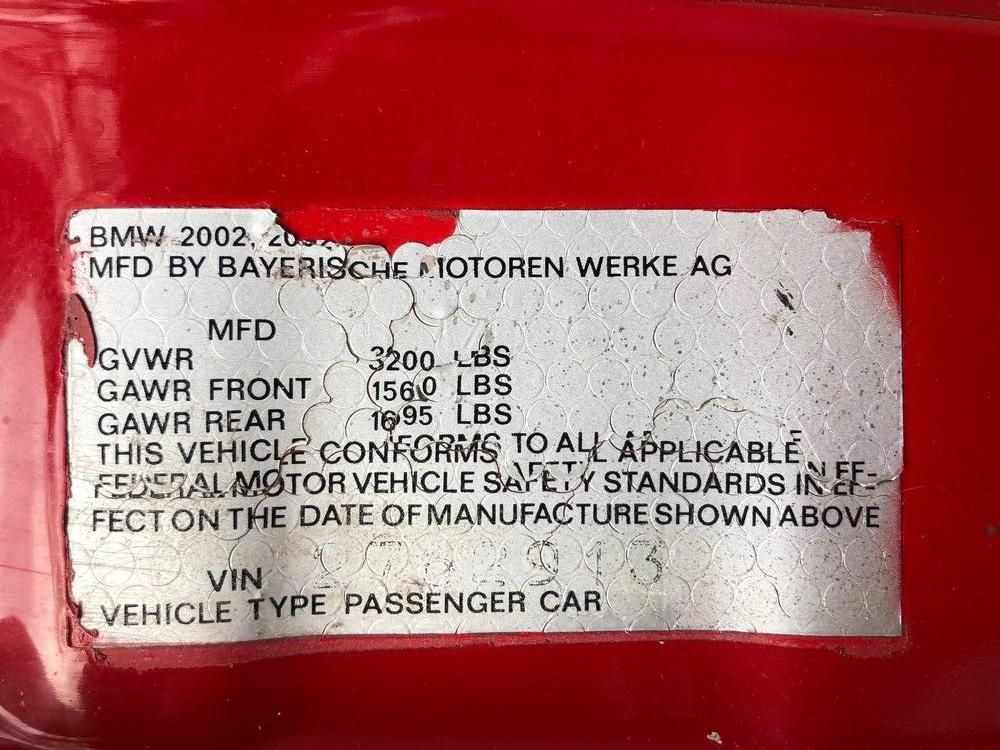 BMW 2002,
MFD BY BAYERISCHE MOTOREN WERKE AG
MFD
GVWR 3200 LBS
GAWR FRONT 1560 LBS
GAWR REAR 1695 LBS
THIS VEHICLE CONFORMS TO ALL APPLICABLE
FEDERAL MOTOR VEHICLE SAFETY STANDARDS IN EF-
FECT ON THE DATE OF MANUFACTURE SHOWN ABOVE
VIN
VEHICLE TYPE PASSENGER CAR